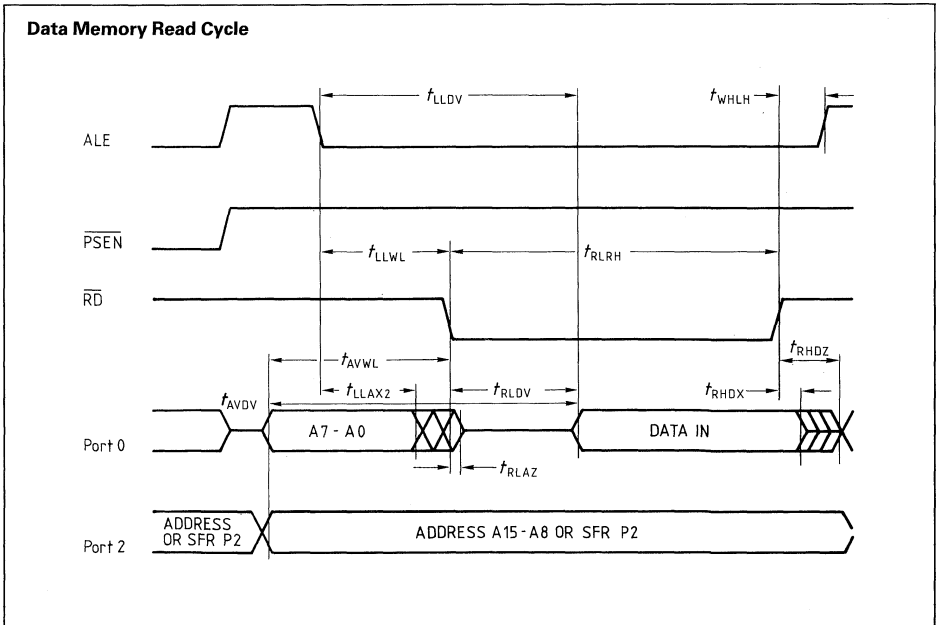 Data Memory Read Cycle
tLLDV
tWHLH
ALE
PSEN
tLLWL
tRLRH
RD
tAVWL
tRHDZ
tLLAX2
tRLDV
tRHDX
tAVDV
Port 0
A7 - A0
DATA IN
tRLAZ
Port 2
ADDRESS
OR SFR P2
ADDRESS A15 - A8 OR SFR P2